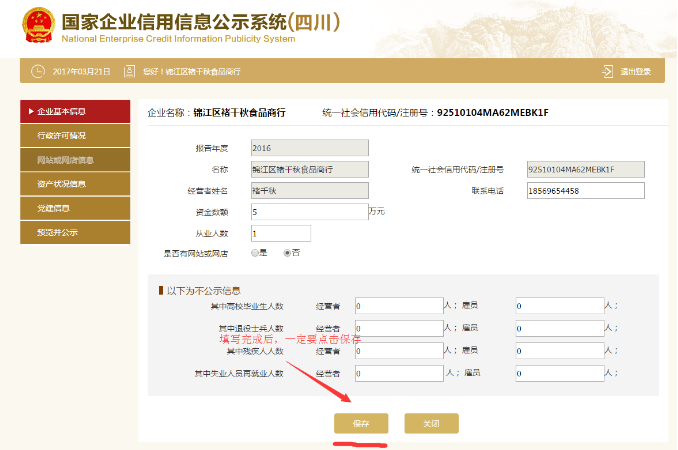 国家企业信用信息公示系统(四川)
National Enterprise Credit Information Publicity System
2017年03月21日 您好！锦江区褚千秋食品商行 退出登录
企业基本信息
行政许可情况
网站或网店信息
资产状况信息
党建信息
预览并公示
企业名称：锦江区褚千秋食品商行 统一社会信用代码/注册号：92510104MA62MEBK1F
报告年度 2016
名称 锦江区褚千秋食品商行 统一社会信用代码/注册号 92510104MA62MEBK1F
经营者姓名 褚千秋 联系电话 18569654458
资金数额 5 万元
从业人数 1
是否有网站或网店 是 否
以下为不公示信息
其中高校毕业生人数 经营者 0 人； 雇员 0 人；
其中退役士兵人数 经营者 0 人； 雇员 0 人；
填写完成后，一定要点击保存
其中残疾人人数 经营者 0 人； 雇员 0 人；
其中失业人员再就业人数 经营者 0 人； 雇员 0 人；
保存 关闭